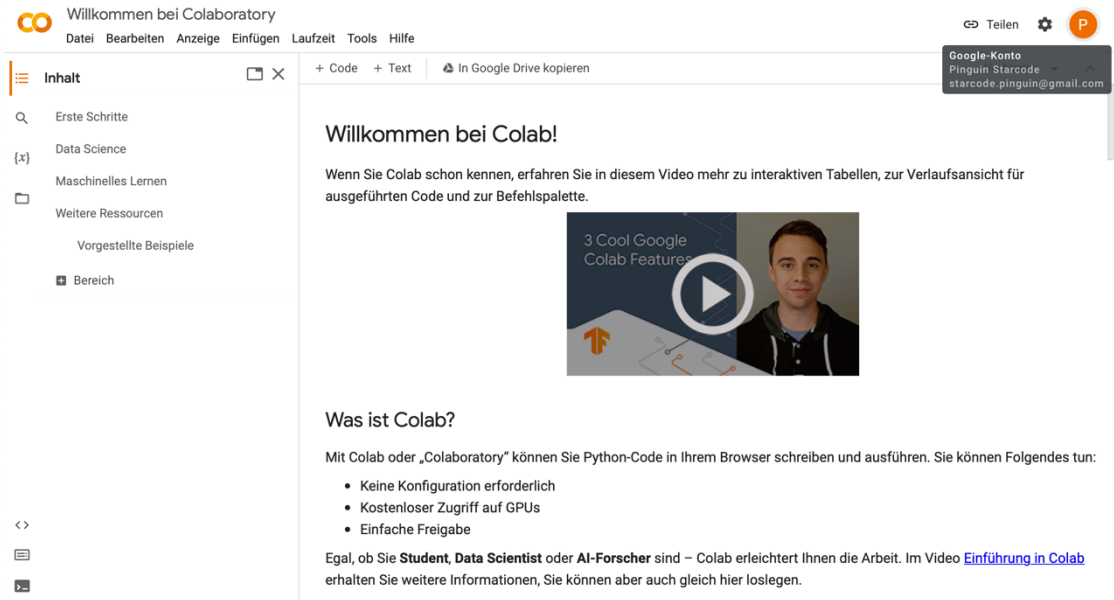 Willkommen bei Colaboratory
Datei Bearbeiten Anzeige Einfügen Laufzeit Tools Hilfe
Teilen
P
Google-Konto
Pinguin Starcode
starcode.pinguin@gmail.com
Inhalt
Erste Schritte
Data Science
Maschinelles Lernen
Weitere Ressourcen
Vorgestellte Beispiele
Bereich
{x}
+ Code + Text In Google Drive kopieren
Willkommen bei Colab!
Wenn Sie Colab schon kennen, erfahren Sie in diesem Video mehr zu interaktiven Tabellen, zur Verlaufsansicht für
ausgeführten Code und zur Befehlspalette.
3 Cool Google
Colab Features
Was ist Colab?
Mit Colab oder „Colaboratory" können Sie Python-Code in Ihrem Browser schreiben und ausführen. Sie können Folgendes tun:
• Keine Konfiguration erforderlich
• Kostenloser Zugriff auf GPUs
• Einfache Freigabe
Egal, ob Sie Student, Data Scientist oder AI-Forscher sind – Colab erleichtert Ihnen die Arbeit. Im Video Einführung in Colab
erhalten Sie weitere Informationen, Sie können aber auch gleich hier loslegen.